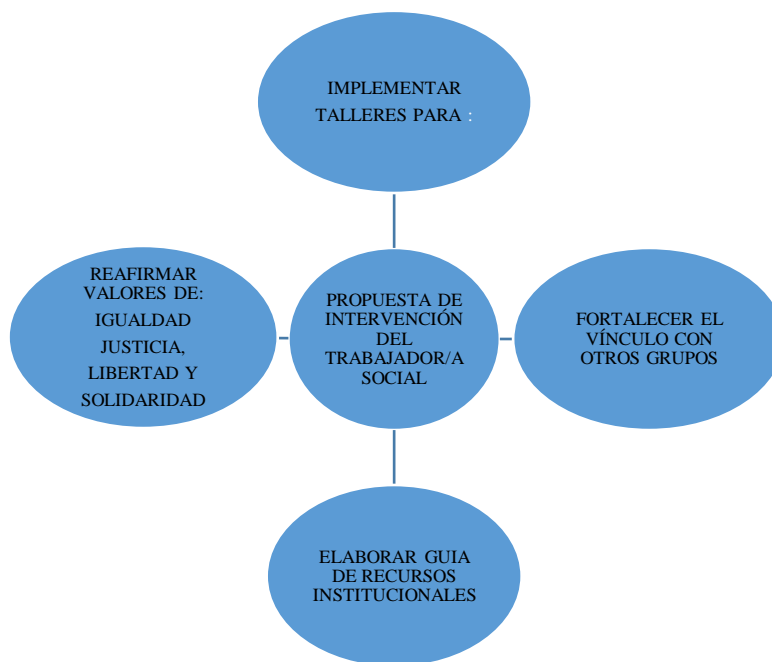 IMPLEMENTAR
TALLERES PARA :
REAFIRMAR
VALORES DE:
IGUALDAD
JUSTICIA,
LIBERTAD Y
SOLIDARIDAD
PROPUESTA DE
INTERVENCIÓN
DEL
TRABAJADOR/A
SOCIAL
FORTALECER EL
VÍNCULO CON
OTROS GRUPOS
ELABORAR GUIA
DE RECURSOS
INSTITUCIONALES